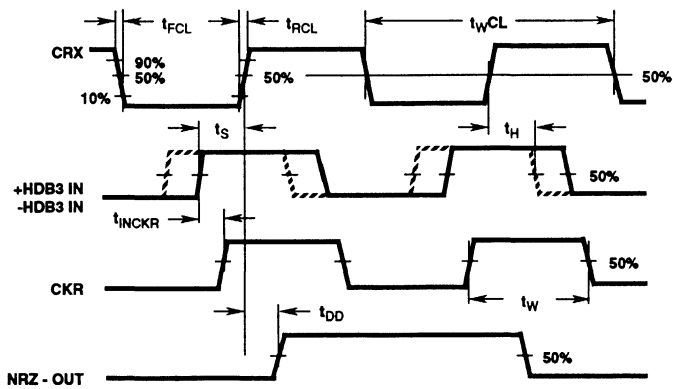 tFCL
tRCL
tWCL
CRX
90%
50%
10%
50%
50%
tS
tH
+HDB3 IN
-HDB3 IN
50%
tINCKR
CKR
50%
tW
tDD
NRZ - OUT
50%